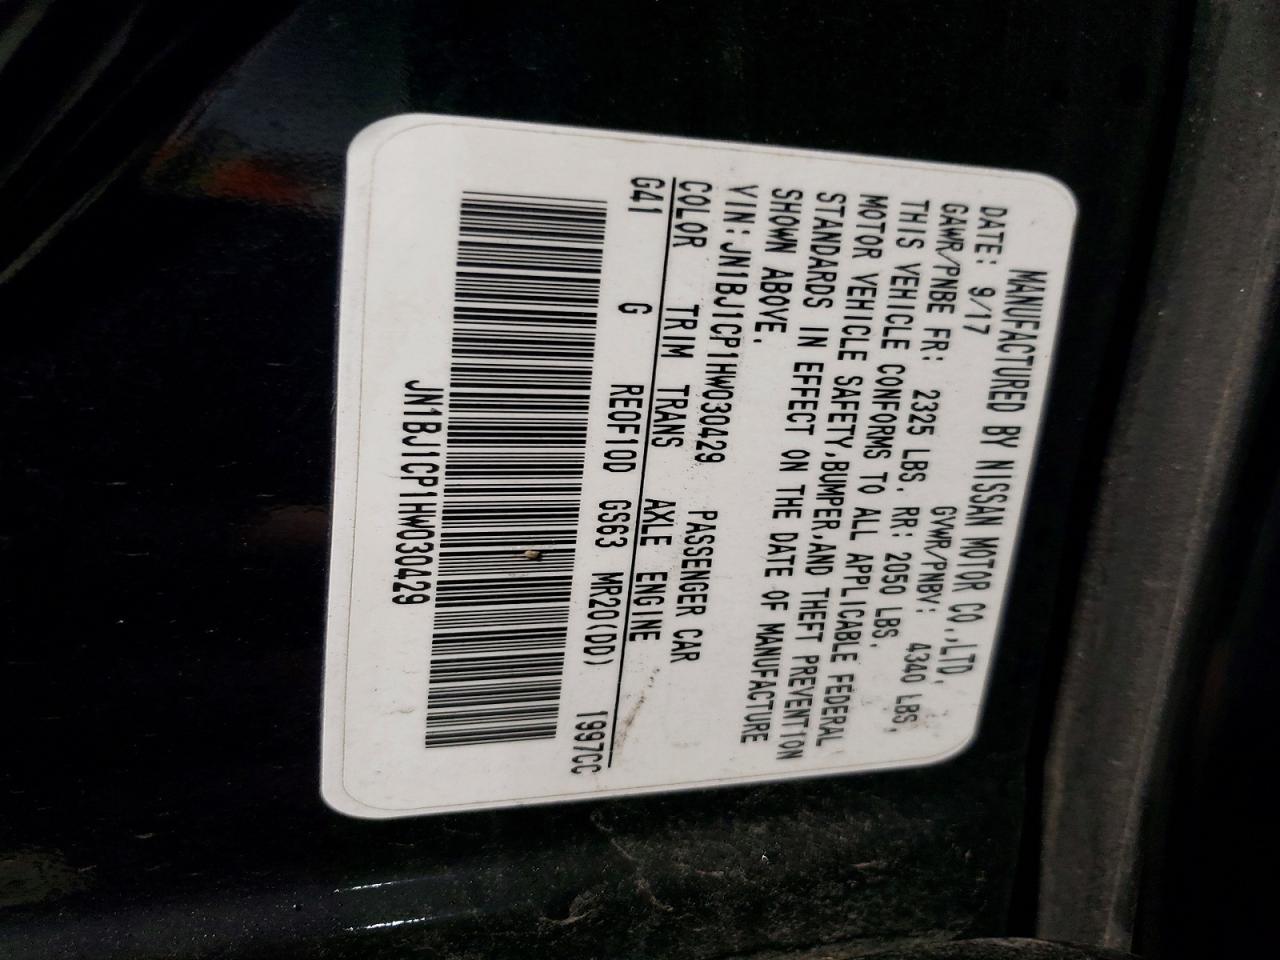 MANUFACTURED BY NISSAN MOTOR CO.,LTD.
DATE: 9/17 GVWR/PNBV: 4340 LBS,
GAWR/PNBE FR: 2325 LBS. RR: 2050 LBS.
THIS VEHICLE CONFORMS TO ALL APPLICABLE FEDERAL
MOTOR VEHICLE SAFETY,BUMPER,AND THEFT PREVENTION
STANDARDS IN EFFECT ON THE DATE OF MANUFACTURE
SHOWN ABOVE.
VIN: JN1BJ1CP1HW030429 PASSENGER CAR
COLOR TRIM TRANS AXLE ENGINE
G41 G RE0F10D GS63 MR20(DD) 1997CC
JN1BJ1CP1HW030429